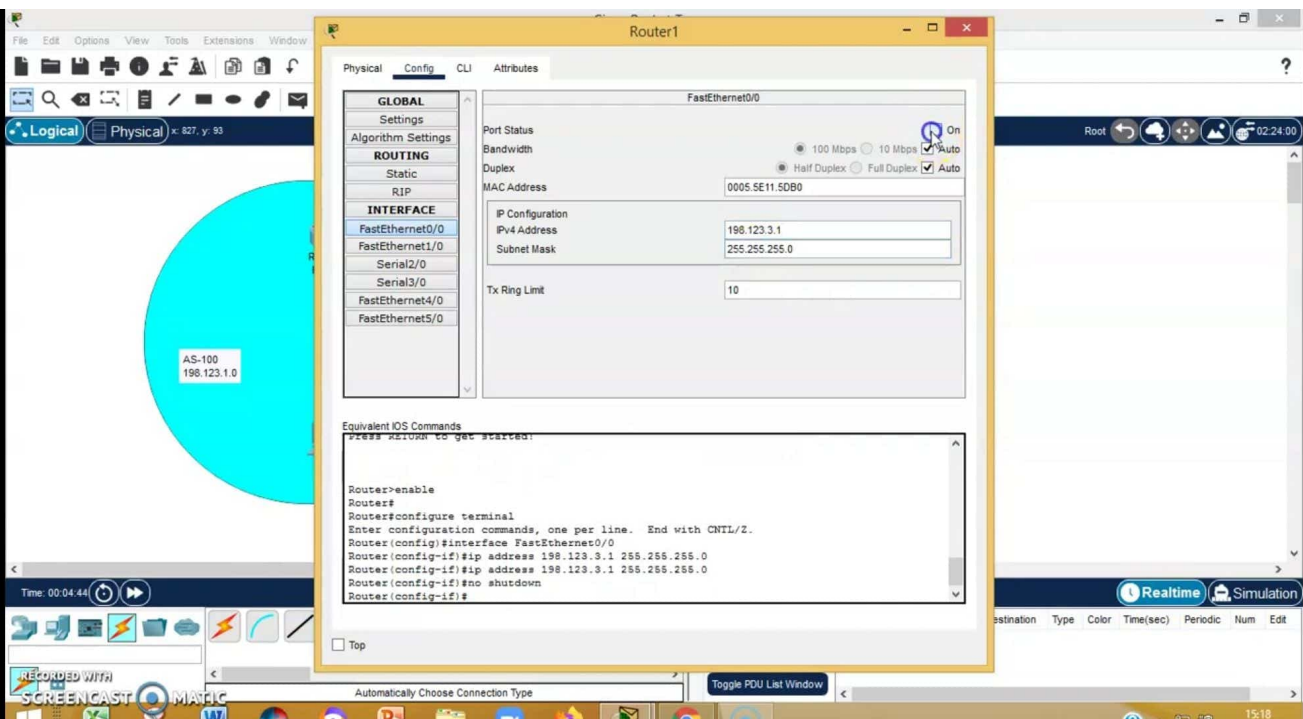 Router1
File Edit Options View Tools Extensions Window
Physical Config CLI Attributes
?
Logical Physical x: 827, y: 93
Root 02:24:00
GLOBAL
Settings
Algorithm Settings
ROUTING
Static
RIP
INTERFACE
FastEthernet0/0
FastEthernet1/0
Serial2/0
Serial3/0
FastEthernet4/0
FastEthernet5/0
FastEthernet0/0
Port Status On
Bandwidth 100 Mbps 10 Mbps Auto
Duplex Half Duplex Full Duplex Auto
MAC Address 0005.5E11.5DB0
IP Configuration
IPv4 Address 198.123.3.1
Subnet Mask 255.255.255.0
Tx Ring Limit 10
AS-100
198.123.1.0
Equivalent IOS Commands
Press RETURN to get started!
Router>enable
Router#
Router#configure terminal
Enter configuration commands, one per line. End with CNTL/Z.
Router(config)#interface FastEthernet0/0
Router(config-if)#ip address 198.123.3.1 255.255.255.0
Router(config-if)#ip address 198.123.3.1 255.255.255.0
Router(config-if)#no shutdown
Router(config-if)#
Top
Time: 00:04:44
Realtime Simulation
estination Type Color Time(sec) Periodic Num Edit
Automatically Choose Connection Type
Toggle PDU List Window
RECORDED WITH
SCREENCAST MATIC
15:18